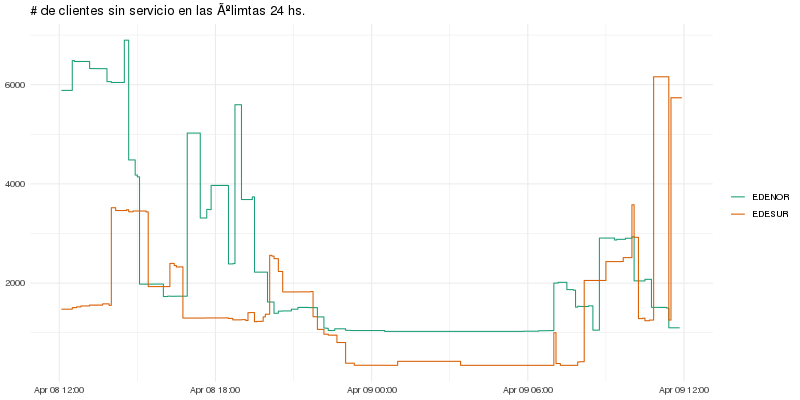 # de clientes sin servicio en las Ãºlimtas 24 hs.
6000
4000
2000
EDENOR
EDESUR
Apr 08 12:00
Apr 08 18:00
Apr 09 00:00
Apr 09 06:00
Apr 09 12:00